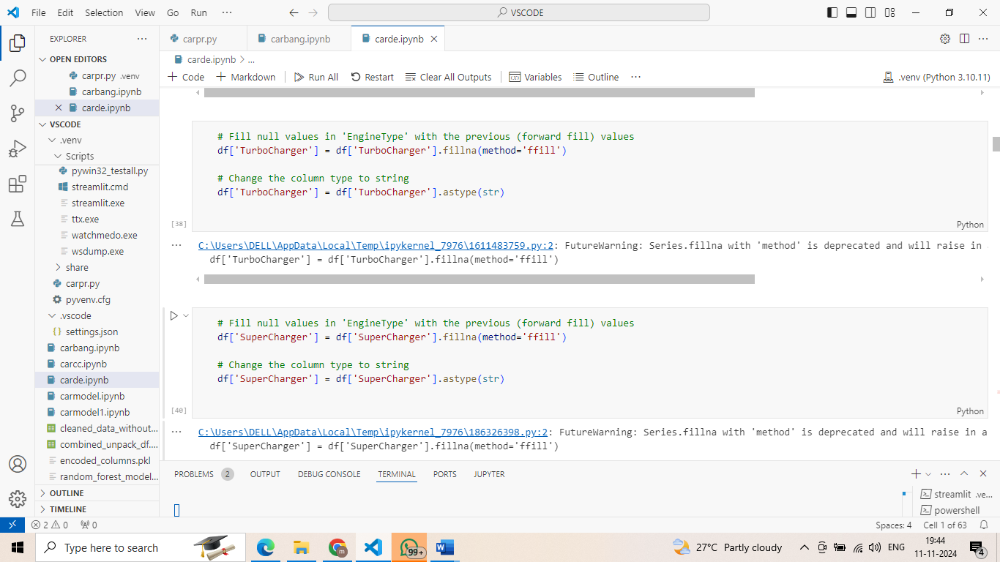 File Edit Selection View Go Run ···
VSCODE
EXPLORER ···
OPEN EDITORS
carpr.py .venv
carbang.ipynb
carde.ipynb
VSCODE
.venv
Scripts
pywin32_testall.py
streamlit.cmd
streamlit.exe
ttx.exe
watchmedo.exe
wsdump.exe
share
carpr.py
pyvenv.cfg
.vscode
settings.json
carbang.ipynb
carcc.ipynb
carde.ipynb
carmodel.ipynb
carmodel1.ipynb
cleaned_data_without...
combined_unpack_df....
encoded_columns.pkl
random_forest_model...
OUTLINE
TIMELINE
carpr.py carbang.ipynb carde.ipynb
carde.ipynb > ...
+ Code + Markdown Run All Restart Clear All Outputs Variables Outline ··· .venv (Python 3.10.11)
# Fill null values in 'EngineType' with the previous (forward fill) values
df['TurboCharger'] = df['TurboCharger'].fillna(method='ffill')
# Change the column type to string
df['TurboCharger'] = df['TurboCharger'].astype(str)
[38]
Python
··· C:\Users\DELL\AppData\Local\Temp\ipykernel_7976\1611483759.py:2: FutureWarning: Series.fillna with 'method' is deprecated and will raise in
df['TurboCharger'] = df['TurboCharger'].fillna(method='ffill')
# Fill null values in 'EngineType' with the previous (forward fill) values
df['SuperCharger'] = df['SuperCharger'].fillna(method='ffill')
# Change the column type to string
df['SuperCharger'] = df['SuperCharger'].astype(str)
[40]
Python
··· C:\Users\DELL\AppData\Local\Temp\ipykernel_7976\186326398.py:2: FutureWarning: Series.fillna with 'method' is deprecated and will raise in a
df['SuperCharger'] = df['SuperCharger'].fillna(method='ffill')
PROBLEMS 2 OUTPUT DEBUG CONSOLE TERMINAL PORTS JUPYTER
streamlit .ve...
powershell
2 0 0
Spaces: 4 Cell 1 of 63
Type here to search
m
99+
27°C Partly cloudy
ENG
19:44
11-11-2024
4